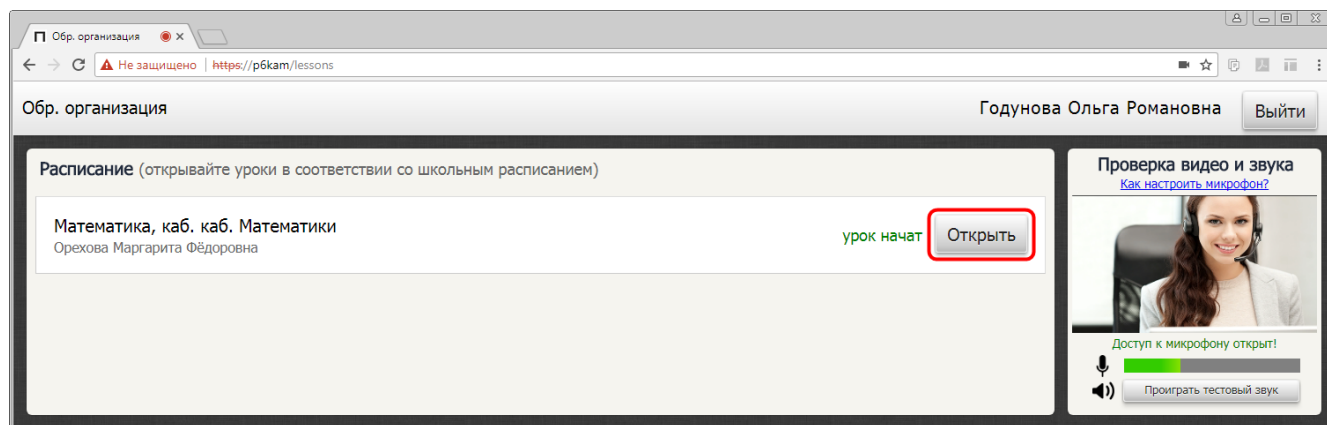 Обр. организация
Не защищено | https://p6kam/lessons
Обр. организация
Годунова Ольга Романовна
Выйти
Расписание (открывайте уроки в соответствии со школьным расписанием)
Математика, каб. каб. Математики
Орехова Маргарита Фёдоровна
урок начат
Открыть
Проверка видео и звука
Как настроить микрофон?
Доступ к микрофону открыт!
Проиграть тестовый звук